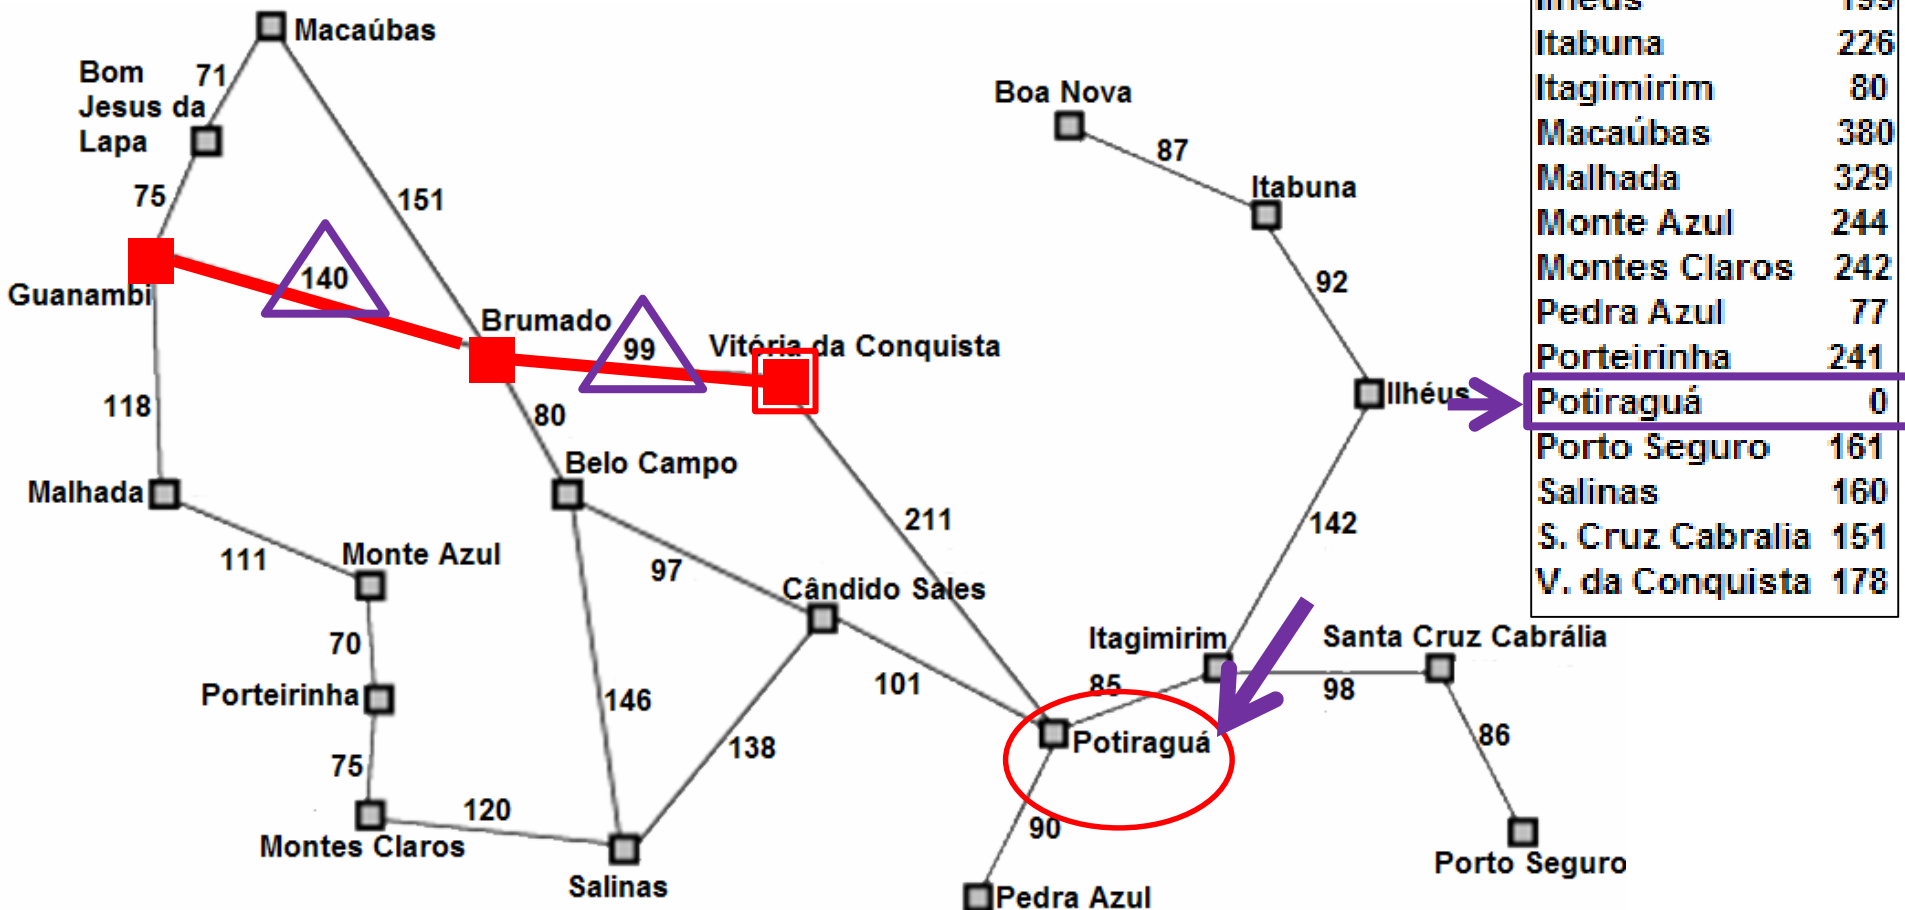 Macaúbas
Bom
Jesus da
Lapa
71
75
151
Guanambi
140
Brumado
99
Vitória da Conquista
118
80
Belo Campo
Malhada
111
Monte Azul
97
211
Cândido Sales
70
Porteirinha
146
101
138
75
120
Montes Claros
Salinas
Boa Nova
87
Itabuna
92
Ilhéus
142
Itagimirim
Santa Cruz Cabrália
85
98
Potiraguá
86
90
Porto Seguro
Pedra Azul
Ilhéus 199
Itabuna 226
Itagimirim 80
Macaúbas 380
Malhada 329
Monte Azul 244
Montes Claros 242
Pedra Azul 77
Porteirinha 241
Potiraguá 0
Porto Seguro 161
Salinas 160
S. Cruz Cabralia 151
V. da Conquista 178